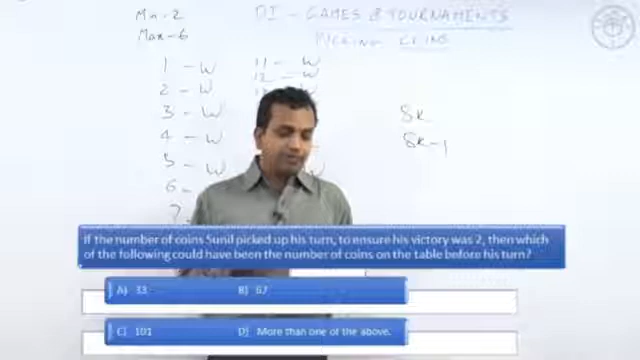 Min - 2
Max - 6
DI - GAMES & TOURNAMENTS
PICKING COINS
1 - W
2 - W
3 - W
4 - W
5 - W
6 -
7
11 - W
12 - W
W
8k
8k-1
If the number of coins Sunil picked up his turn, to ensure his victory was 2, then which
of the following could have been the number of coins on the table before his turn?
A) 33
B) 67
C) 101
D) More than one of the above.